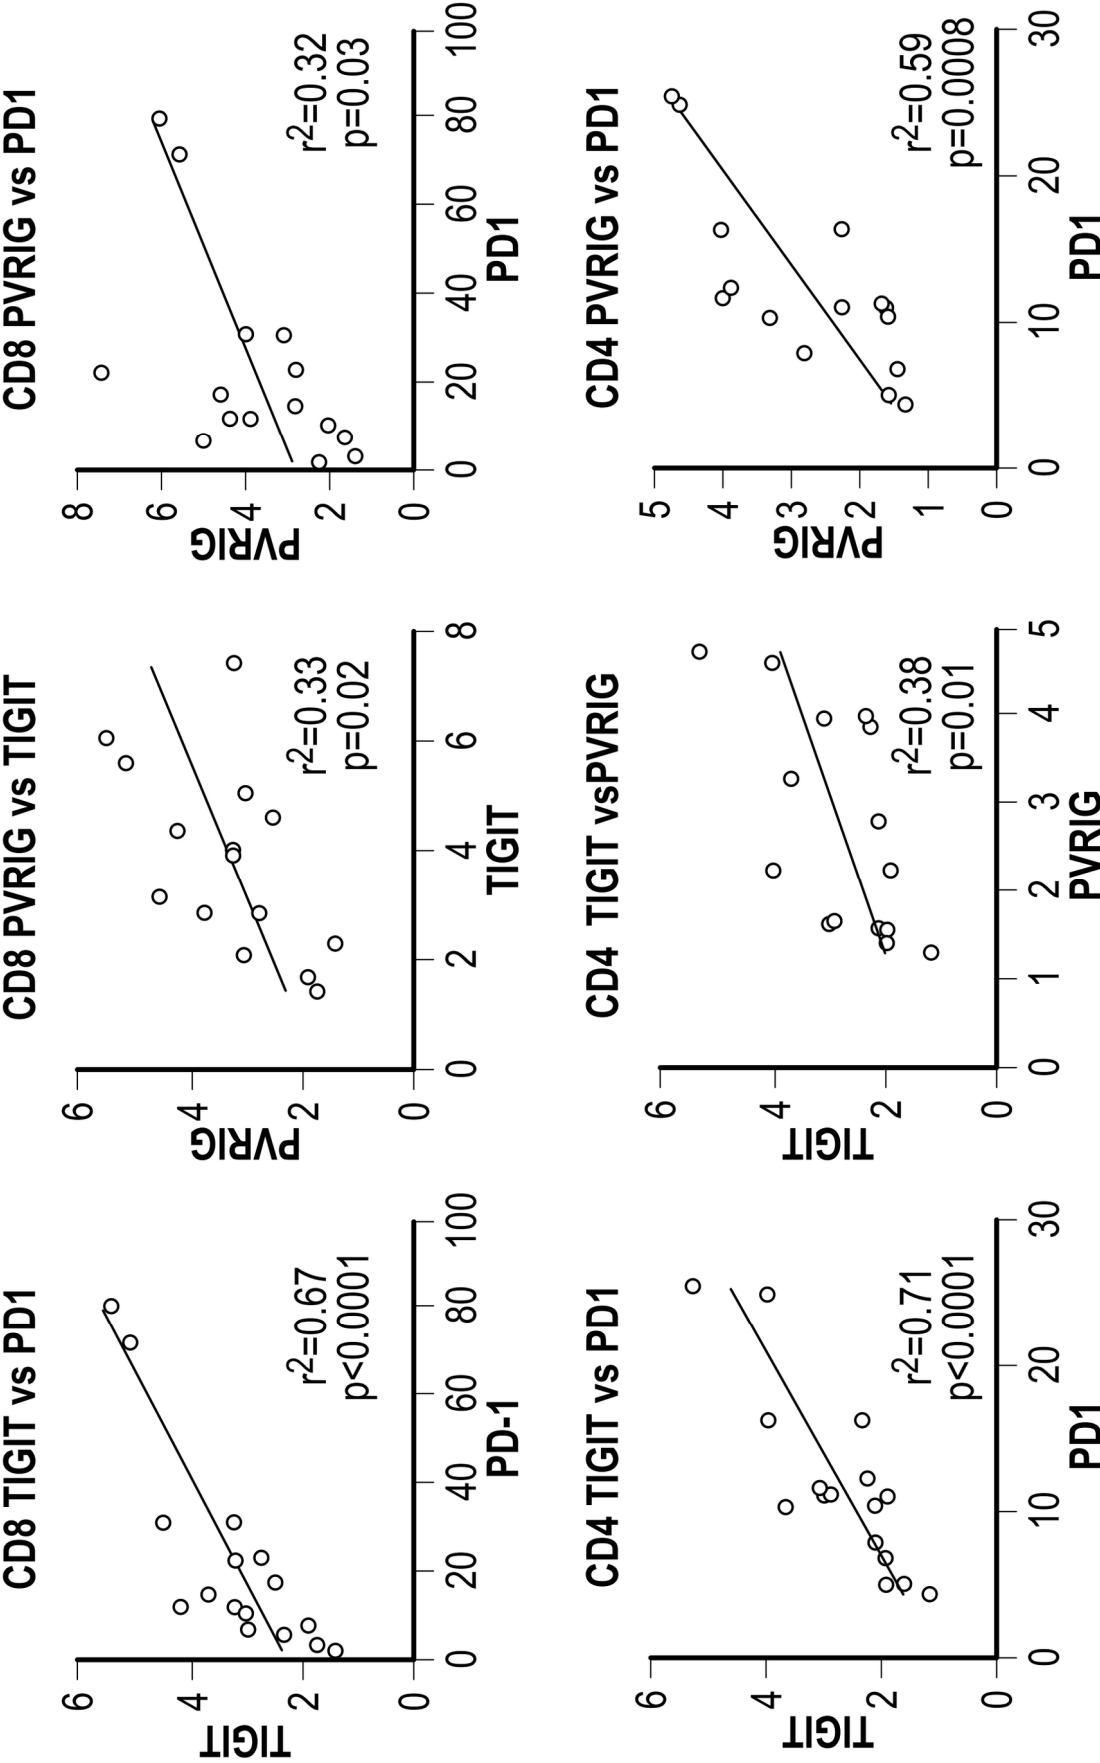 CD8 TIGIT vs PD1
6
4
2
0
TIGIT
0
20
40
60
80
100
PD-1
r2=0.67
p<0.0001
CD8 PVRIG vs TIGIT
6
4
2
0
PVRIG
0
2
4
6
8
TIGIT
r2=0.33
p=0.02
CD8 PVRIG vs PD1
8
6
4
2
0
PVRIG
0
20
40
60
80
100
PD1
r2=0.32
p=0.03
CD4 TIGIT vs PD1
6
4
2
0
TIGIT
0
10
20
30
PD1
r2=0.71
p<0.0001
CD4 TIGIT vsPVRIG
6
4
2
0
TIGIT
0
1
2
3
4
5
PVRIG
r2=0.38
p=0.01
CD4 PVRIG vs PD1
5
4
3
2
1
0
PVRIG
0
10
20
30
PD1
r2=0.59
p=0.0008